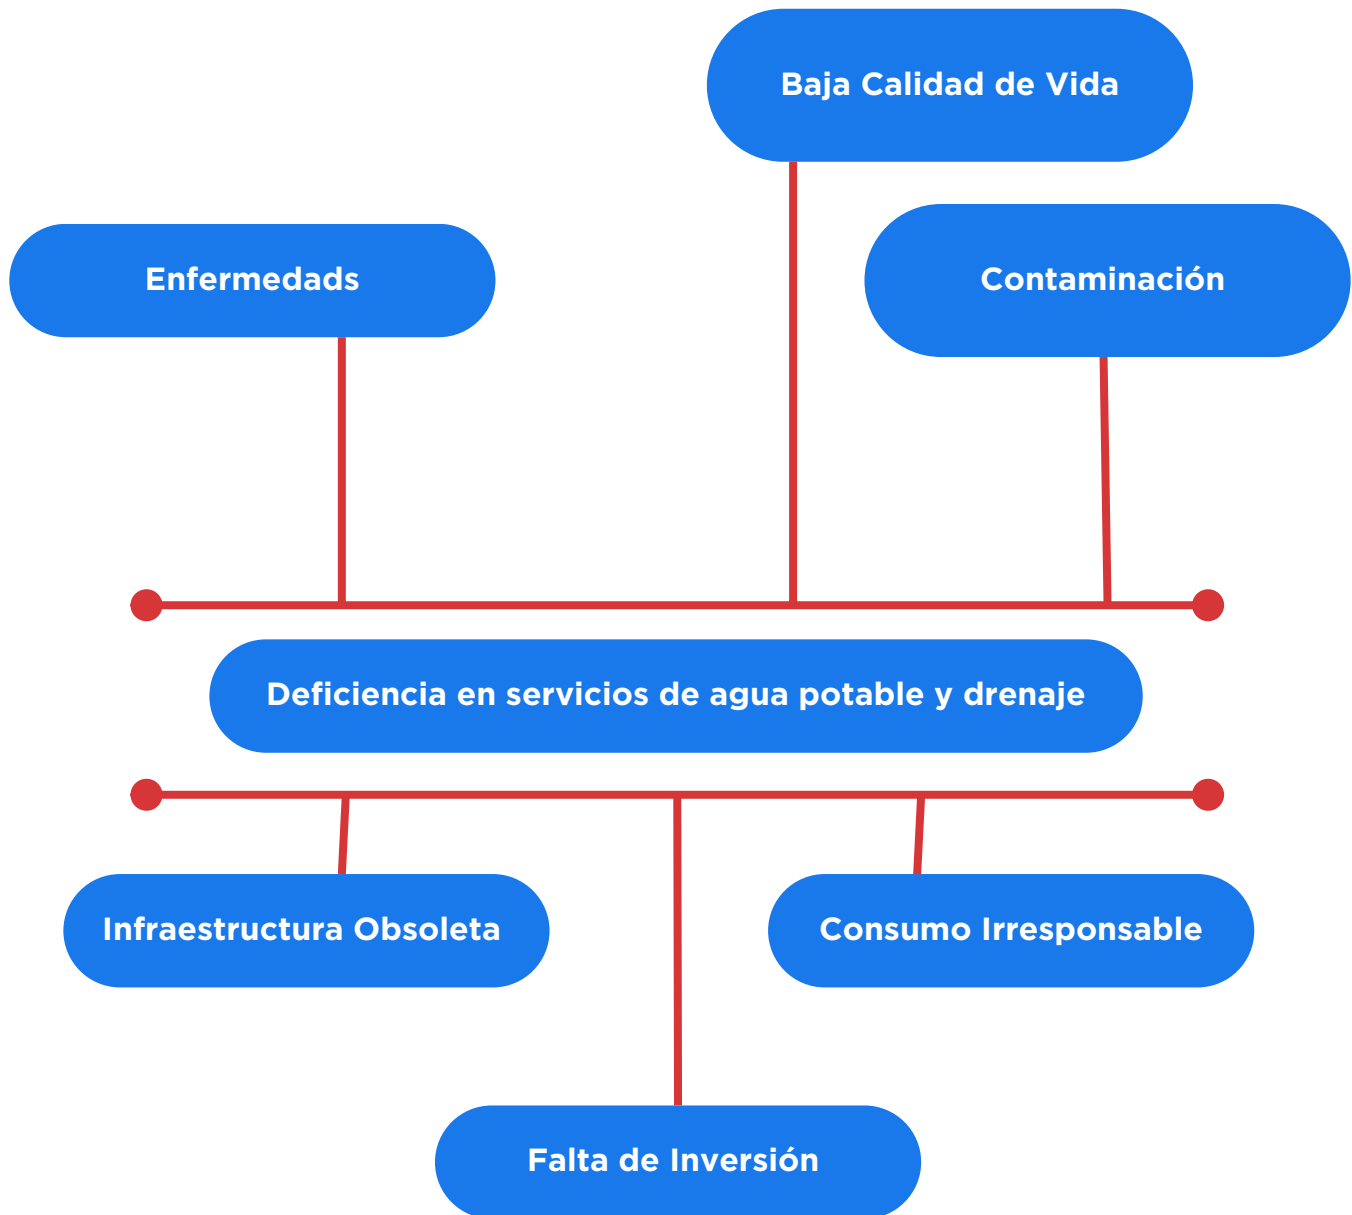 Baja Calidad de Vida
Enfermedads
Contaminación
Deficiencia en servicios de agua potable y drenaje
Infraestructura Obsoleta
Consumo Irresponsable
Falta de Inversión